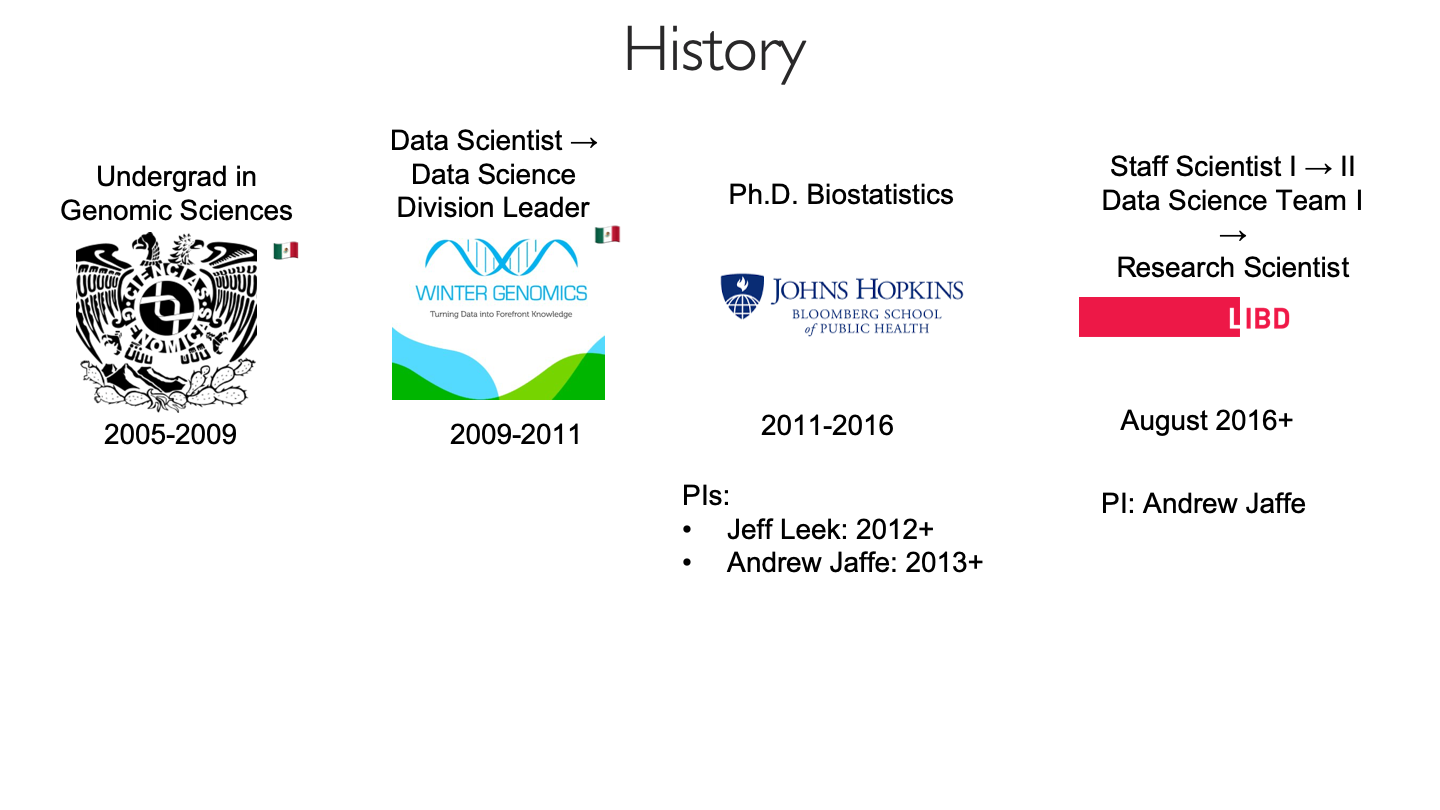 History
Undergrad in
Genomic Sciences
CIENCIAS
GENOMICAS
2005-2009
Data Scientist →
Data Science
Division Leader
WINTER GENOMICS
Turning Data into Forefront Knowledge
2009-2011
Ph.D. Biostatistics
JOHNS HOPKINS
BLOOMBERG SCHOOL
of PUBLIC HEALTH
2011-2016
PIs:
• Jeff Leek: 2012+
• Andrew Jaffe: 2013+
Staff Scientist I → II
Data Science Team I
→
Research Scientist
LIBD
August 2016+
PI: Andrew Jaffe